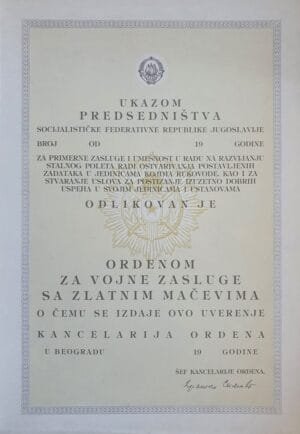 UKAZOM
PREDSEDNIŠTVA
SOCIJALISTIČKE FEDERATIVNE REPUBLIKE JUGOSLAVIJE
BROJ OD 19 GODINE
ZA PRIMERNE ZASLUGE I UMEŠNOST U RADU NA RAZVIJANJU
STALNOG POLETA RADI OSTVARIVANJA POSTAVLJENIH
ZADATAKA U JEDINICAMA KOJIMA RUKOVODE, KAO I ZA
STVARANJE USLOVA ZA POSTIZANJE IZUZETNO DOBRIH
USPEHA U SVOJIM JEDINICAMA I USTANOVAMA
ODLIKOVAN JE
ORDENOM
ZA VOJNE ZASLUGE
SA ZLATNIM MAČEVIMA
O ČEMU SE IZDAJE OVO UVERENJE
KANCELARIJA ORDENA
U BEOGRADU 19 GODINE
ŠEF KANCELARIJE ORDENA,